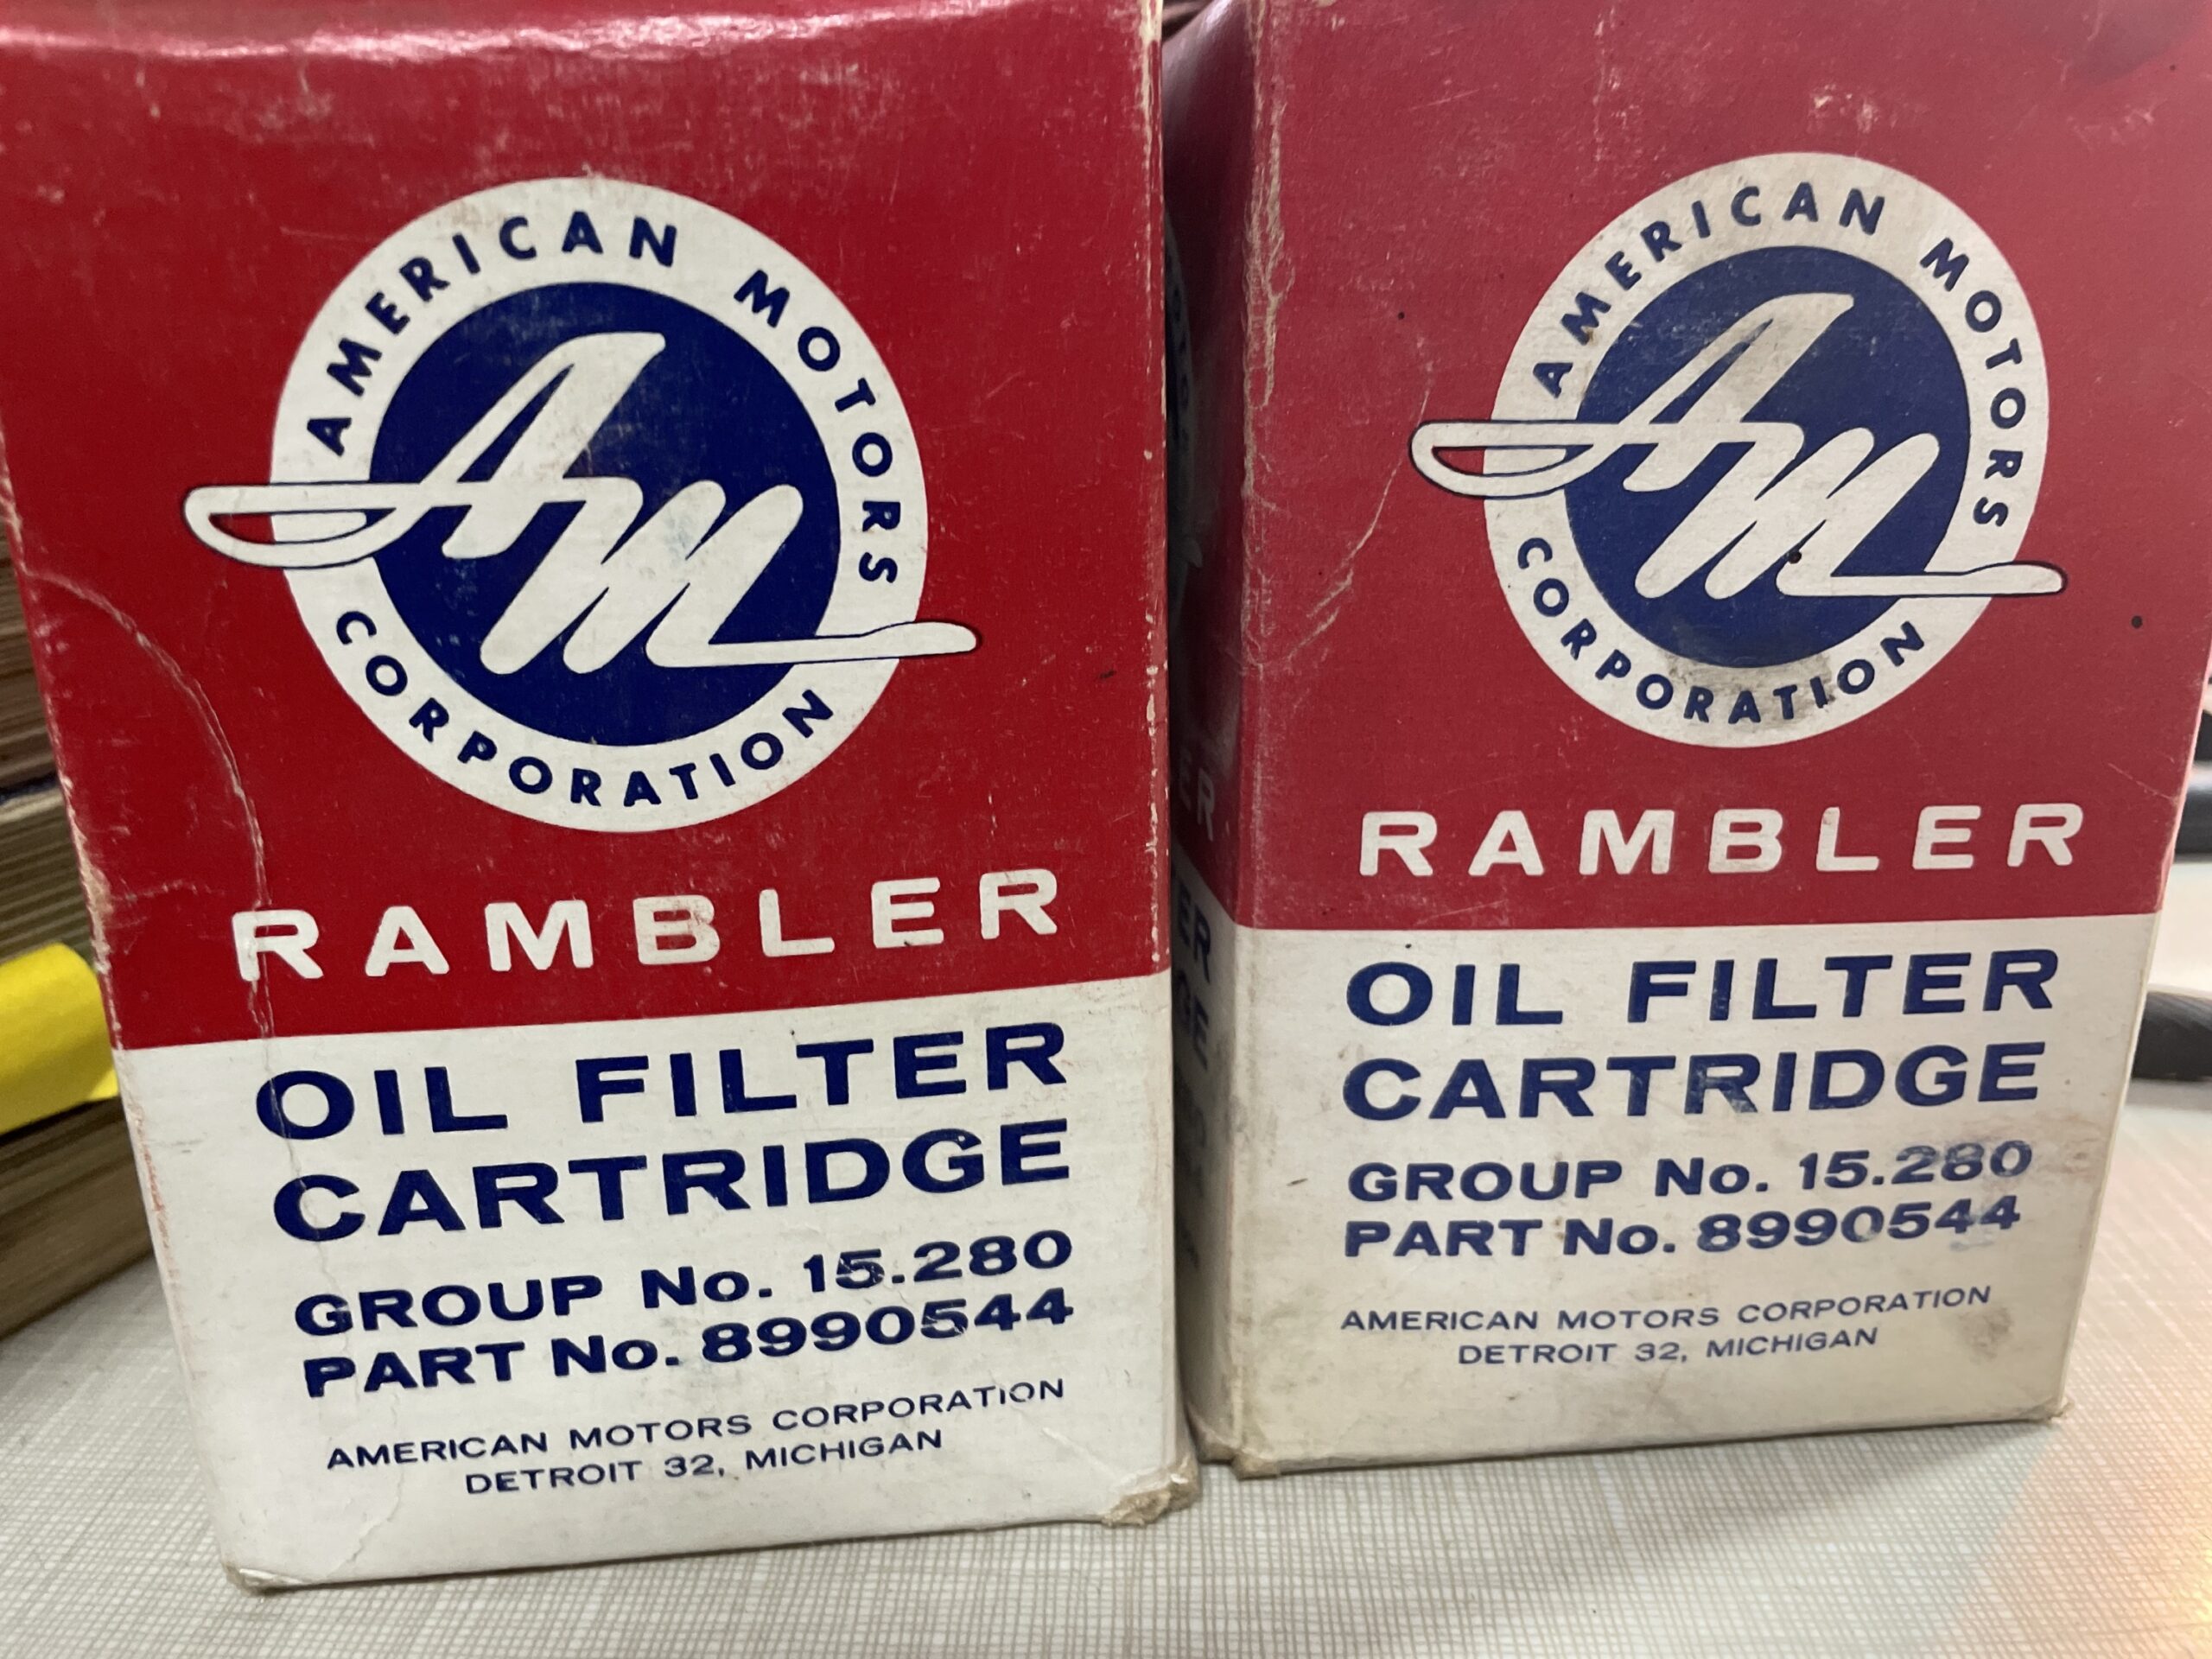 AMERICAN MOTORS
AM
CORPORATION
RAMBLER
OIL FILTER
CARTRIDGE
GROUP No. 15.280
PART No. 8990544
AMERICAN MOTORS CORPORATION
DETROIT 32, MICHIGAN
AMERICAN MOTORS
AM
CORPORATION
RAMBLER
OIL FILTER
CARTRIDGE
GROUP No. 15.280
PART No. 8990544
AMERICAN MOTORS CORPORATION
DETROIT 32, MICHIGAN